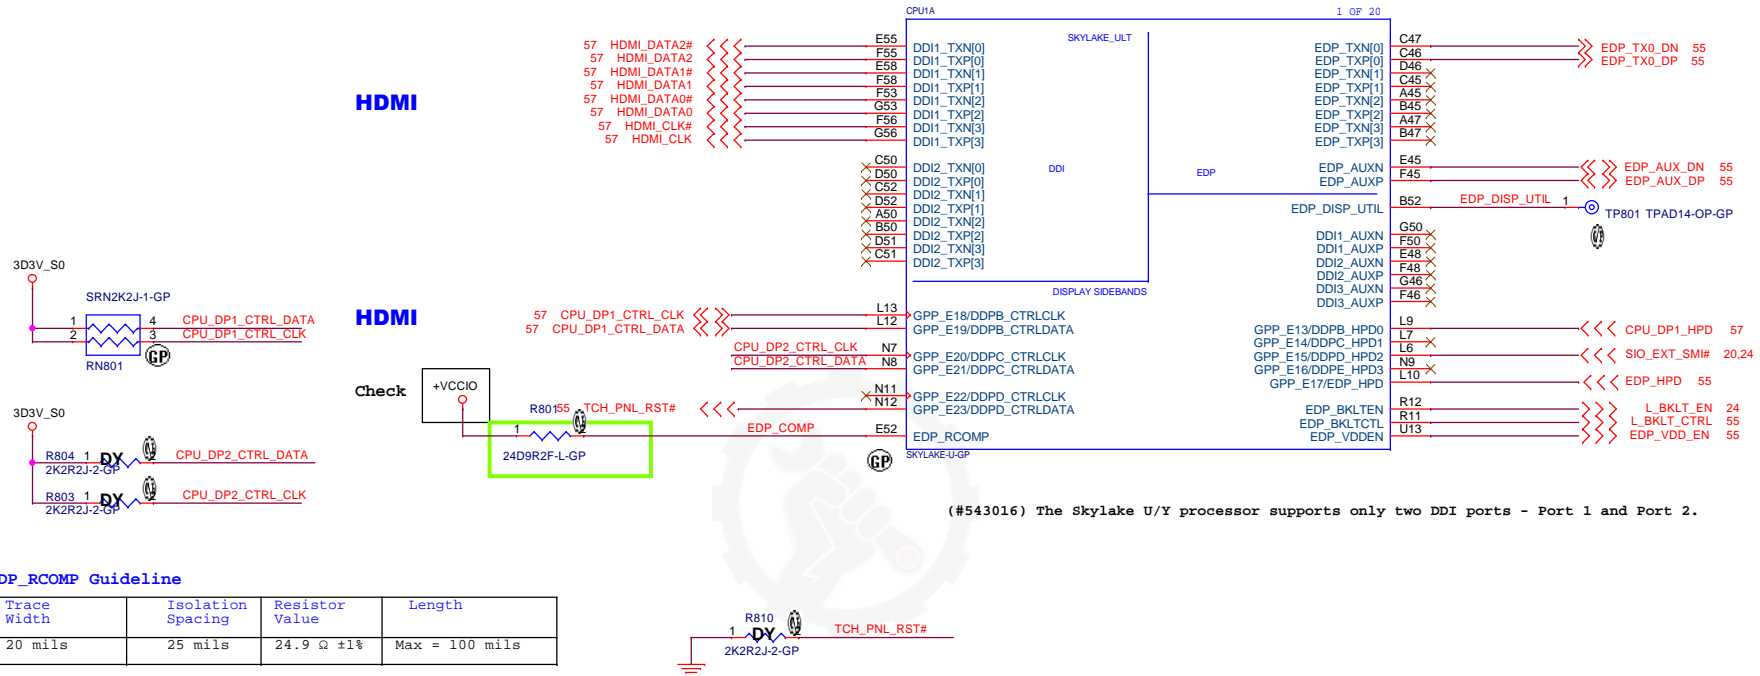 CPU1A
1 OF 20
SKYLAKE_ULT
DDI
EDP
DISPLAY SIDEBANDS
57 HDMI_DATA2# E55 DDI1_TXN[0]
57 HDMI_DATA2 F55 DDI1_TXP[0]
57 HDMI_DATA1# E58 DDI1_TXN[1]
57 HDMI_DATA1 F58 DDI1_TXP[1]
57 HDMI_DATA0# F53 DDI1_TXN[2]
57 HDMI_DATA0 G53 DDI1_TXP[2]
57 HDMI_CLK# F56 DDI1_TXN[3]
57 HDMI_CLK G56 DDI1_TXP[3]
HDMI
C50 DDI2_TXN[0]
D50 DDI2_TXP[0]
C52 DDI2_TXN[1]
D52 DDI2_TXP[1]
A50 DDI2_TXN[2]
B50 DDI2_TXP[2]
D51 DDI2_TXN[3]
C51 DDI2_TXP[3]
HDMI
57 CPU_DP1_CTRL_CLK L13 GPP_E18/DDPB_CTRLCLK
57 CPU_DP1_CTRL_DATA L12 GPP_E19/DDPB_CTRLDATA
CPU_DP2_CTRL_CLK N7 GPP_E20/DDPC_CTRLCLK
CPU_DP2_CTRL_DATA N8 GPP_E21/DDPC_CTRLDATA
N11 GPP_E22/DDPD_CTRLCLK
55 TCH_PNL_RST# N12 GPP_E23/DDPD_CTRLDATA
EDP_COMP E52 EDP_RCOMP
SKYLAKE-U-GP
GP
EDP_TXN[0] C47 EDP_TX0_DN 55
EDP_TXP[0] C46 EDP_TX0_DP 55
EDP_TXN[1] D46
EDP_TXP[1] C45
EDP_TXN[2] A45
EDP_TXP[2] B45
EDP_TXN[3] A47
EDP_TXP[3] B47
EDP_AUXN E45 EDP_AUX_DN 55
EDP_AUXP F45 EDP_AUX_DP 55
EDP_DISP_UTIL B52 EDP_DISP_UTIL 1 TP801 TPAD14-OP-GP
DDI1_AUXN G50
DDI1_AUXP F50
DDI2_AUXN E48
DDI2_AUXP F48
DDI3_AUXN G46
DDI3_AUXP F46
GPP_E13/DDPB_HPD0 L9 CPU_DP1_HPD 57
GPP_E14/DDPC_HPD1 L7
GPP_E15/DDPD_HPD2 L6 SIO_EXT_SMI# 20,24
GPP_E16/DDPE_HPD3 N9
GPP_E17/EDP_HPD L10 EDP_HPD 55
EDP_BKLTEN R12 L_BKLT_EN 24
EDP_BKLTCTL R11 L_BKLT_CTRL 55
EDP_VDDEN U13 EDP_VDD_EN 55
3D3V_S0
SRN2K2J-1-GP
1 4 CPU_DP1_CTRL_DATA
2 3 CPU_DP1_CTRL_CLK
RN801
GP
Check
+VCCIO
R801
1 2
24D9R2F-L-GP
3D3V_S0
R804 1 DY 2 CPU_DP2_CTRL_DATA
2K2R2J-2-GP
R803 1 DY 2 CPU_DP2_CTRL_CLK
2K2R2J-2-GP
(#543016) The Skylake U/Y processor supports only two DDI ports - Port 1 and Port 2.
DP_RCOMP Guideline
Trace Width Isolation Spacing Resistor Value Length
20 mils 25 mils 24.9 Ω ±1% Max = 100 mils
R810
1 DY 2 TCH_PNL_RST#
2K2R2J-2-GP